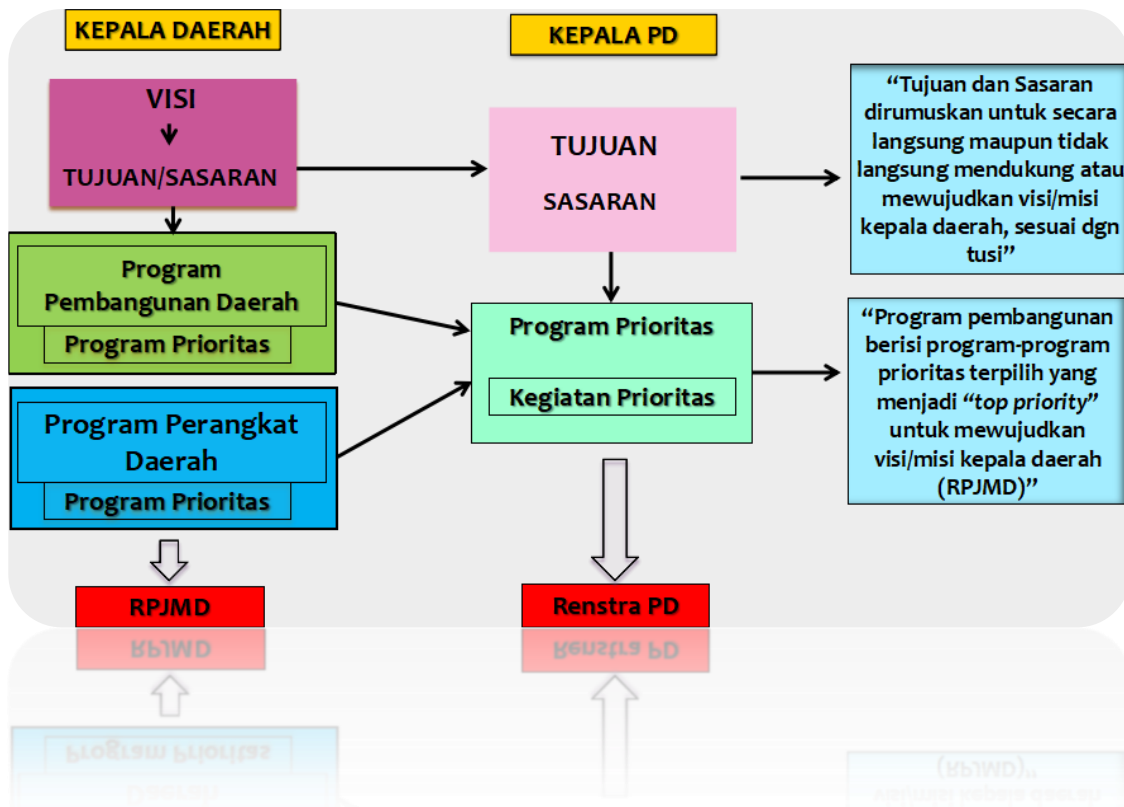 KEPALA DAERAH
VISI
TUJUAN/SASARAN
Program
Pembangunan Daerah
Program Prioritas
Program Perangkat
Daerah
Program Prioritas
RPJMD
KEPALA PD
TUJUAN
SASARAN
Program Prioritas
Kegiatan Prioritas
Renstra PD
“Tujuan dan Sasaran
dirumuskan untuk secara
langsung maupun tidak
langsung mendukung atau
mewujudkan visi/misi
kepala daerah, sesuai dgn
tusi”
“Program pembangunan
berisi program-program
prioritas terpilih yang
menjadi “top priority”
untuk mewujudkan
visi/misi kepala daerah
(RPJMD)”